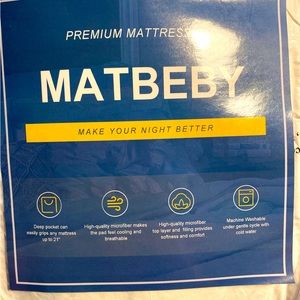 PREMIUM MATTRESS
MATBEBY
MAKE YOUR NIGHT BETTER
Deep pocket can
easily grips any mattress
up to 21"
High-quality microfiber makes
the pad feel cooling and
breathable
High-quality microfiber
top layer and filling provides
softness and comfort
Machine Washable
under gentle cycle with
cold water